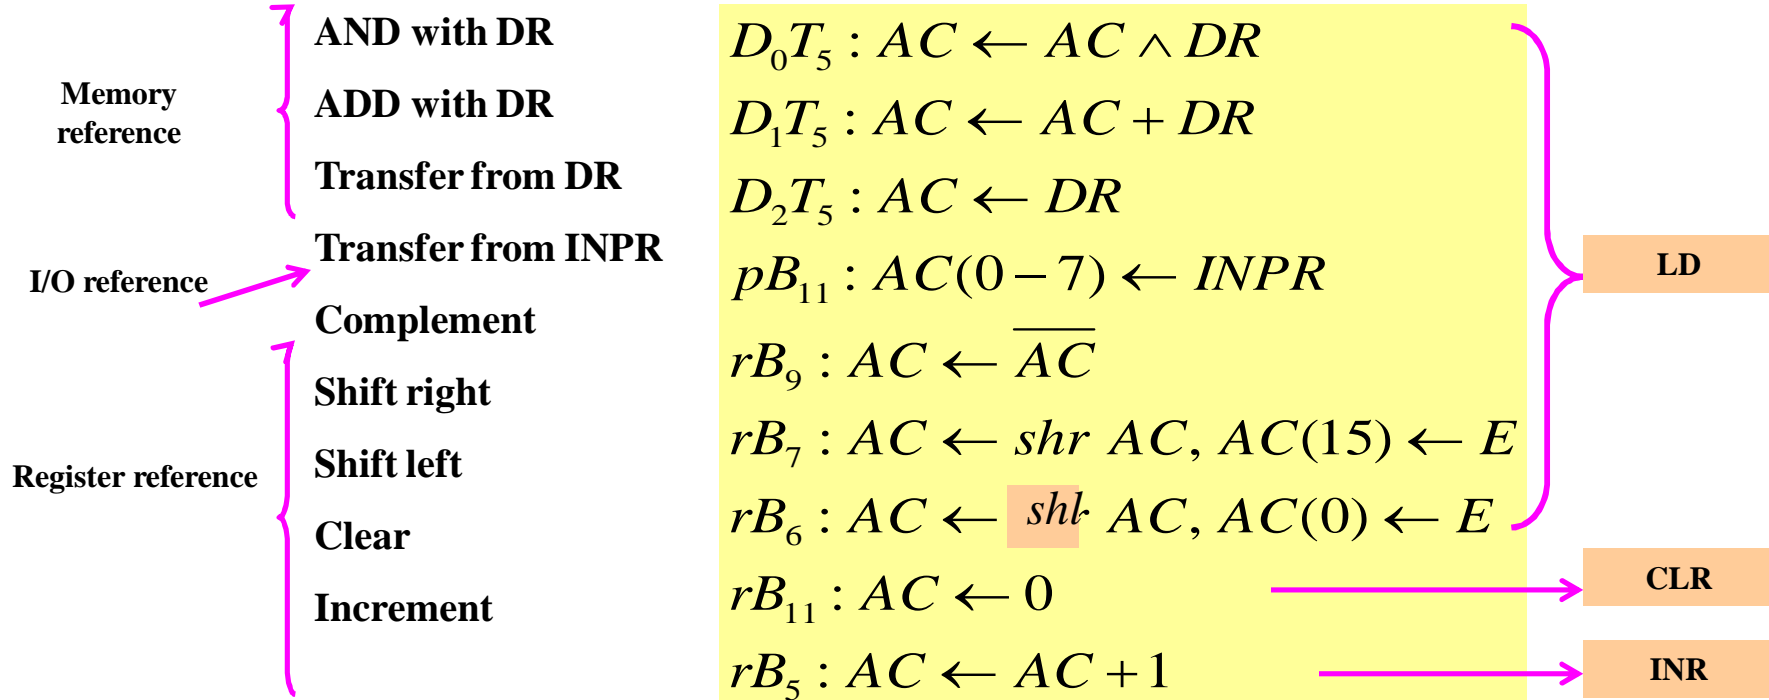 AND with DR
ADD with DR
Transfer from DR
Transfer from INPR
Complement
Shift right
Shift left
Clear
Increment
Memory
reference
I/O reference
Register reference
D₀T₅ : AC ← AC ∧ DR
D₁T₅ : AC ← AC + DR
D₂T₅ : AC ← DR
pB₁₁ : AC(0 − 7) ← INPR
rB₉ : AC ← A̅C̅
rB₇ : AC ← shr AC, AC(15) ← E
rB₆ : AC ← shl AC, AC(0) ← E
rB₁₁ : AC ← 0
rB₅ : AC ← AC + 1
LD
CLR
INR